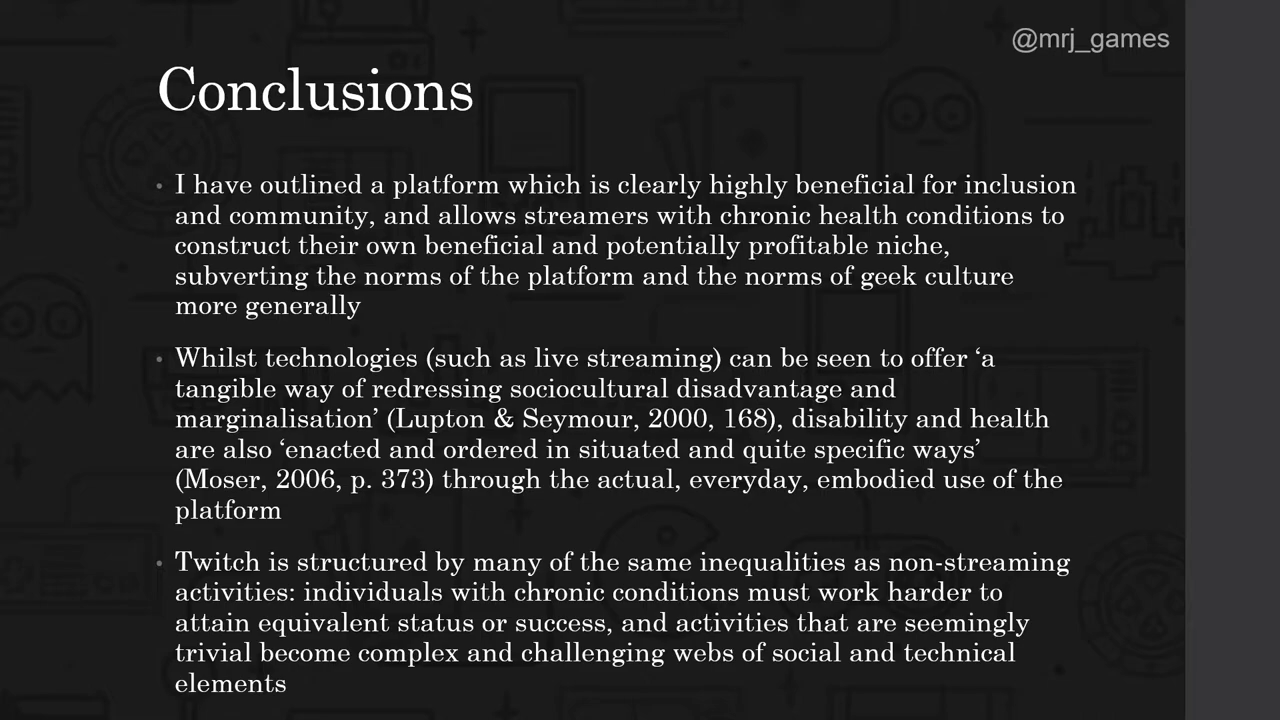 @mrj_games
Conclusions
• I have outlined a platform which is clearly highly beneficial for inclusion
and community, and allows streamers with chronic health conditions to
construct their own beneficial and potentially profitable niche,
subverting the norms of the platform and the norms of geek culture
more generally
• Whilst technologies (such as live streaming) can be seen to offer ‘a
tangible way of redressing sociocultural disadvantage and
marginalisation’ (Lupton & Seymour, 2000, 168), disability and health
are also ‘enacted and ordered in situated and quite specific ways’
(Moser, 2006, p. 373) through the actual, everyday, embodied use of the
platform
• Twitch is structured by many of the same inequalities as non-streaming
activities: individuals with chronic conditions must work harder to
attain equivalent status or success, and activities that are seemingly
trivial become complex and challenging webs of social and technical
elements